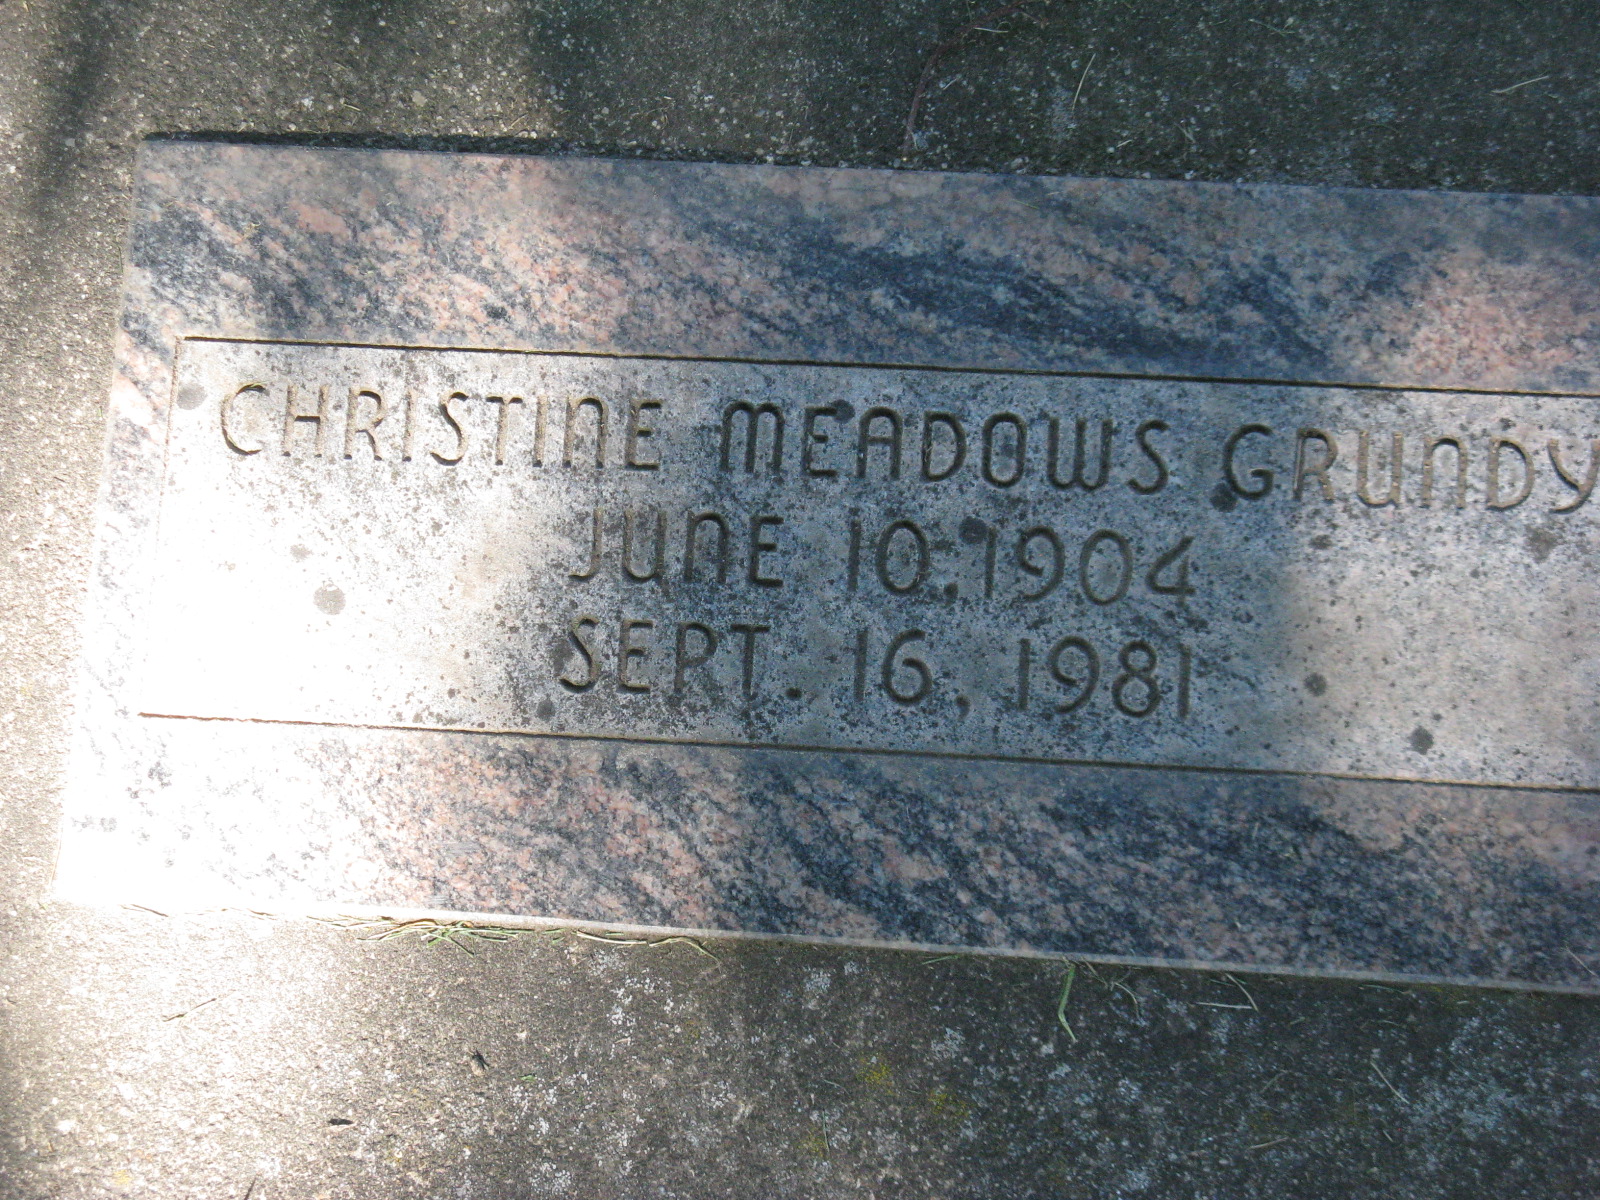 CHRISTINE MEADOWS GRUNDY
JUNE 10, 1904
SEPT. 16, 1981